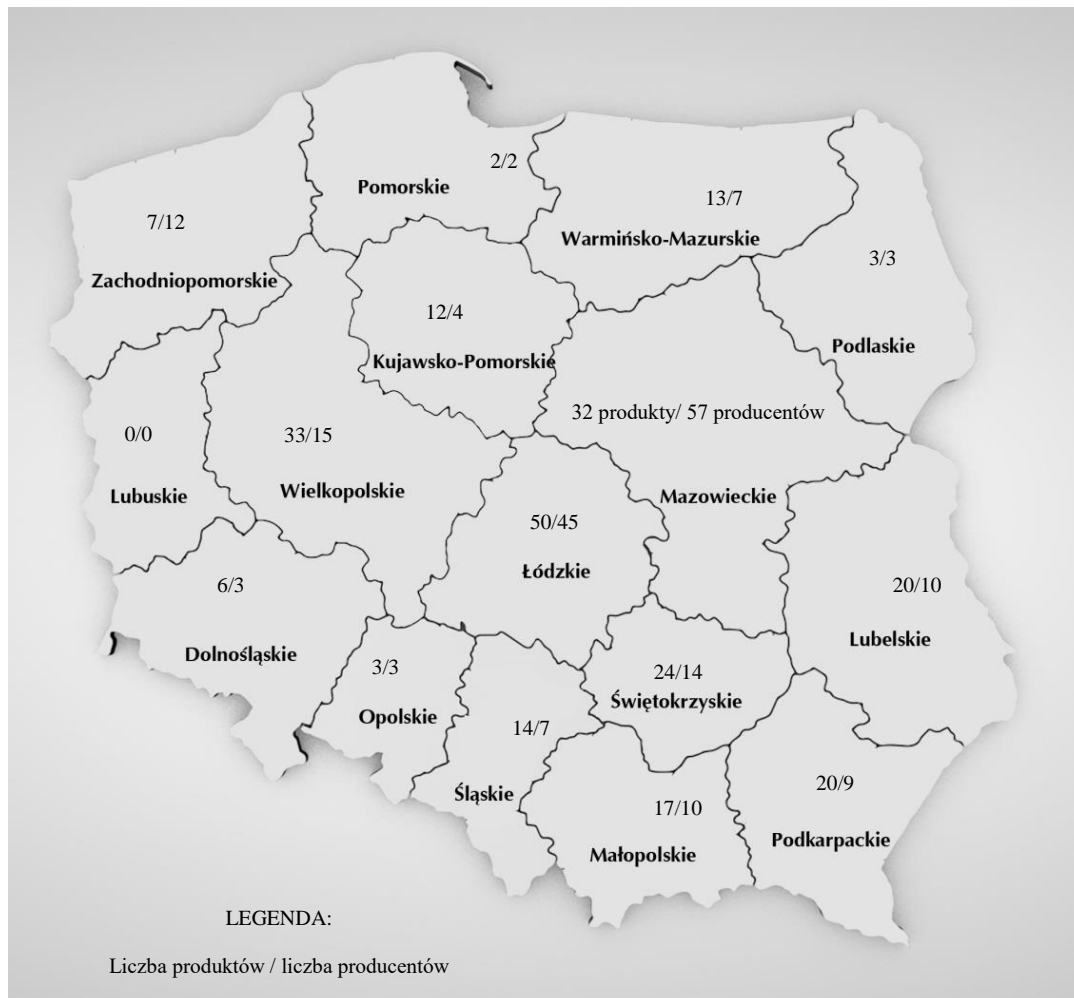 2/2
Pomorskie
13/7
Warmińsko-Mazurskie
7/12
Zachodniopomorskie
3/3
Podlaskie
12/4
Kujawsko-Pomorskie
32 produkty/ 57 producentów
Mazowieckie
0/0
Lubuskie
33/15
Wielkopolskie
50/45
Łódzkie
6/3
Dolnośląskie
20/10
Lubelskie
3/3
Opolskie
24/14
Świętokrzyskie
14/7
Śląskie
17/10
Małopolskie
20/9
Podkarpackie
LEGENDA:
Liczba produktów / liczba producentów